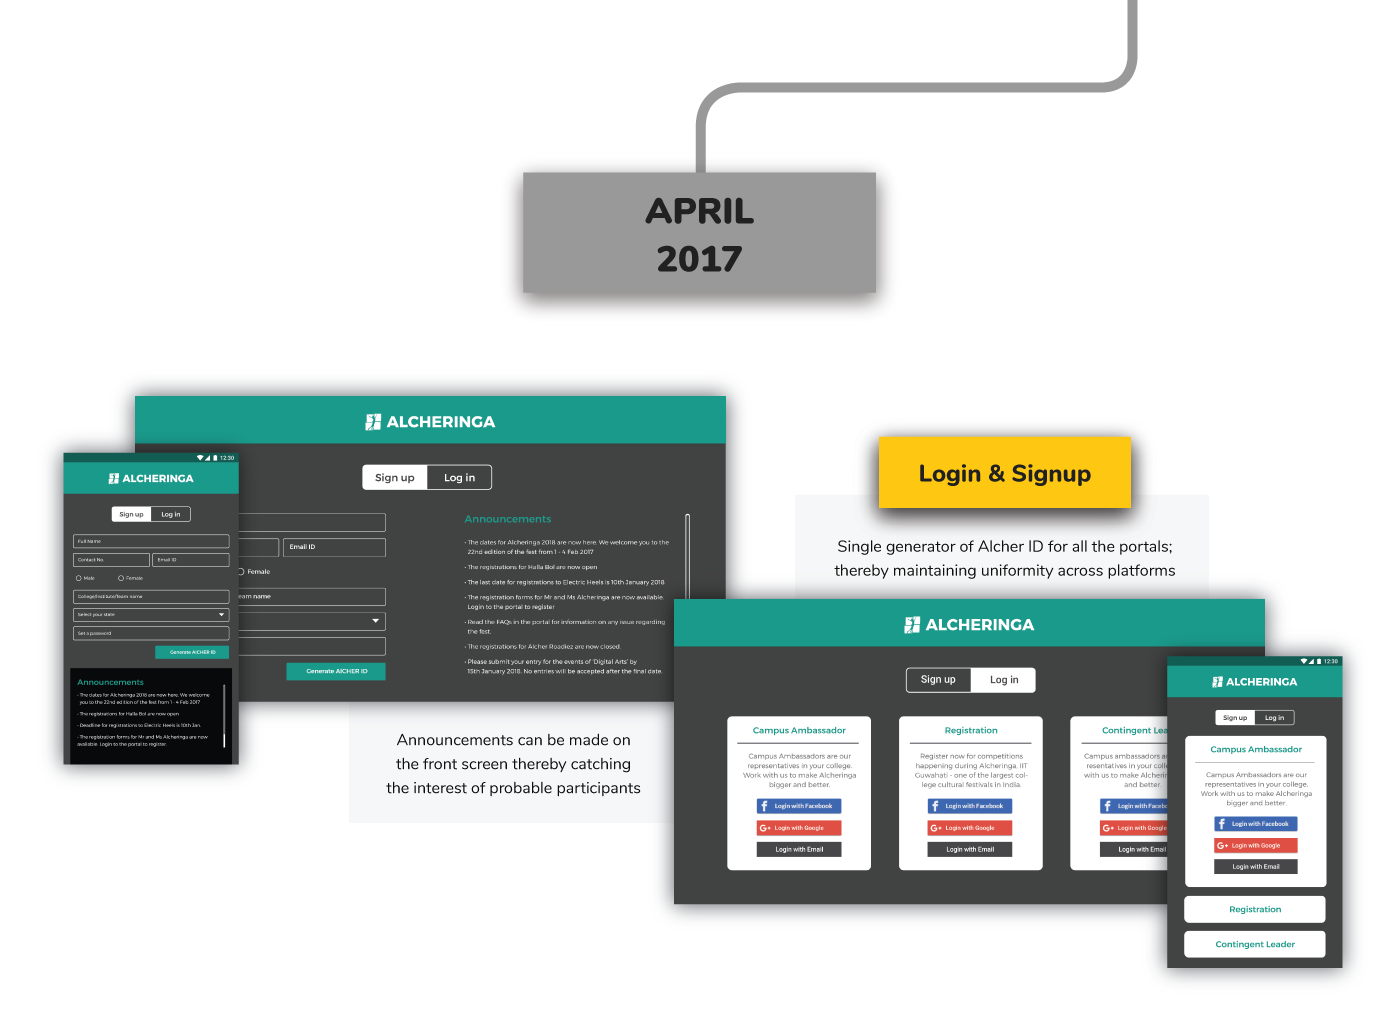 APRIL
2017
ALCHERINGA
Sign up Log in
Email ID
Female
eam name
Generate AlCHER ID
Announcements
- The dates for Alcheringa 2018 are now here. We welcome you to the
22nd edition of the fest from 1 - 4 Feb 2017
- The registrations for Halla Bol are now open
- The last date for registrations to Electric Heels is 10th January 2018
- The registration forms for Mr and Ms Alcheringa are now available.
Login to the portal to register
- Read the FAQs in the portal for information on any issue regarding
the fest.
- The registrations for Alcher Roadiez are now closed.
- Please submit your entry for the events of 'Digital Arts' by
15th January 2018. No entries will be accepted after the final date.
12:30
ALCHERINGA
Sign up Log in
Full Name
Contact No. Email ID
Male Female
College/Institute/Team name
Select your state
Set a password
Generate AlCHER ID
Announcements
- The dates for Alcheringa 2018 are now here. We welcome
you to the 22nd edition of the fest from 1 - 4 Feb 2017
- The registrations for Halla Bol are now open
- Deadline for registrations to Electric Heels is 10th Jan.
- The registration forms for Mr and Ms Alcheringa are now
available. Login to the portal to register
Announcements can be made on
the front screen thereby catching
the interest of probable participants
Login & Signup
Single generator of Alcher ID for all the portals;
thereby maintaining uniformity across platforms
ALCHERINGA
Sign up Log in
Campus Ambassador
Campus Ambassadors are our
representatives in your college.
Work with us to make Alcheringa
bigger and better.
Login with Facebook
G+ Login with Google
Login with Email
Registration
Register now for competitions
happening during Alcheringa, IIT
Guwahati - one of the largest col-
lege cultural festivals in India.
Login with Facebook
G+ Login with Google
Login with Email
Contingent Lea
Campus ambassadors a
resentatives in your colle
with us to make Alcherin
and better.
Login with Facebo
G+ Login with Google
Login with Email
12:30
ALCHERINGA
Sign up Log in
Campus Ambassador
Campus Ambassadors are our
representatives in your college.
Work with us to make Alcheringa
bigger and better.
Login with Facebook
G+ Login with Google
Login with Email
Registration
Contingent Leader